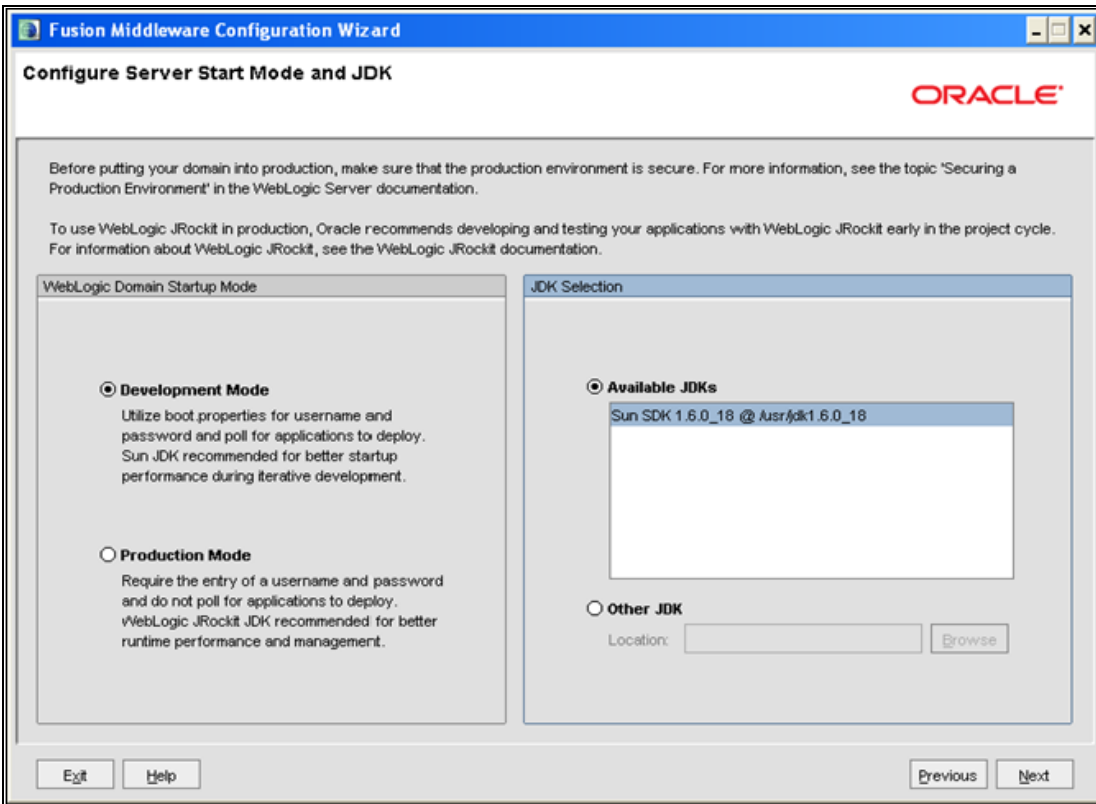 Fusion Middleware Configuration Wizard
Configure Server Start Mode and JDK
ORACLE
Before putting your domain into production, make sure that the production environment is secure. For more information, see the topic 'Securing a
Production Environment' in the WebLogic Server documentation.
To use WebLogic JRockit in production, Oracle recommends developing and testing your applications with WebLogic JRockit early in the project cycle.
For information about WebLogic JRockit, see the WebLogic JRockit documentation.
WebLogic Domain Startup Mode
Development Mode
Utilize boot.properties for username and
password and poll for applications to deploy.
Sun JDK recommended for better startup
performance during iterative development.
Production Mode
Require the entry of a username and password
and do not poll for applications to deploy.
WebLogic JRockit JDK recommended for better
runtime performance and management.
JDK Selection
Available JDKs
Sun SDK 1.6.0_18 @ /usr/jdk1.6.0_18
Other JDK
Location:
Browse
Exit
Help
Previous
Next